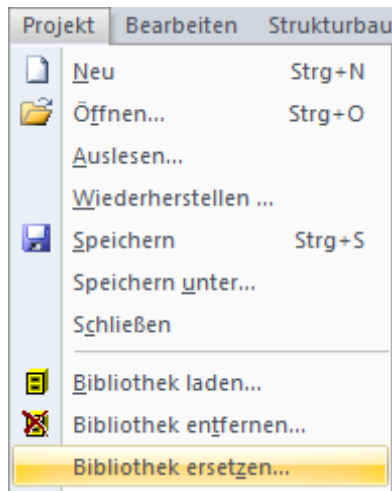 Projekt Bearbeiten Strukturbau
Neu Strg+N
Öffnen... Strg+O
Auslesen...
Wiederherstellen ...
Speichern Strg+S
Speichern unter...
Schließen
Bibliothek laden...
Bibliothek entfernen...
Bibliothek ersetzen...